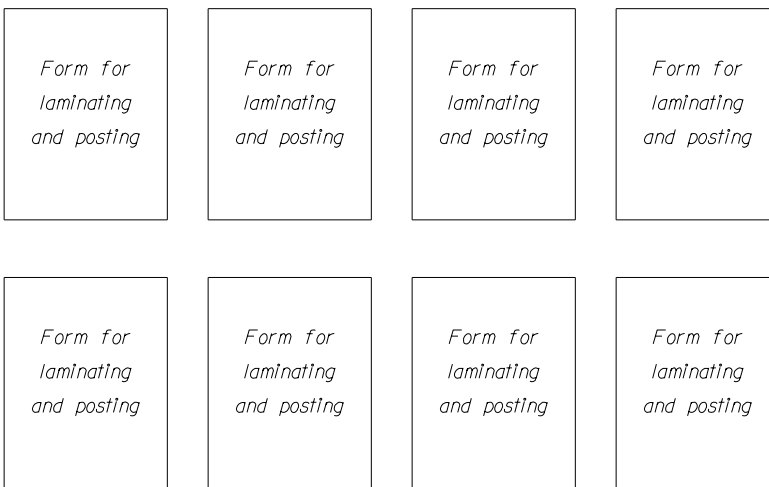 Form for Form for Form for Form for
laminating laminating laminating laminating
and posting and posting and posting and posting
Form for Form for Form for Form for
laminating laminating laminating laminating
and posting and posting and posting and posting